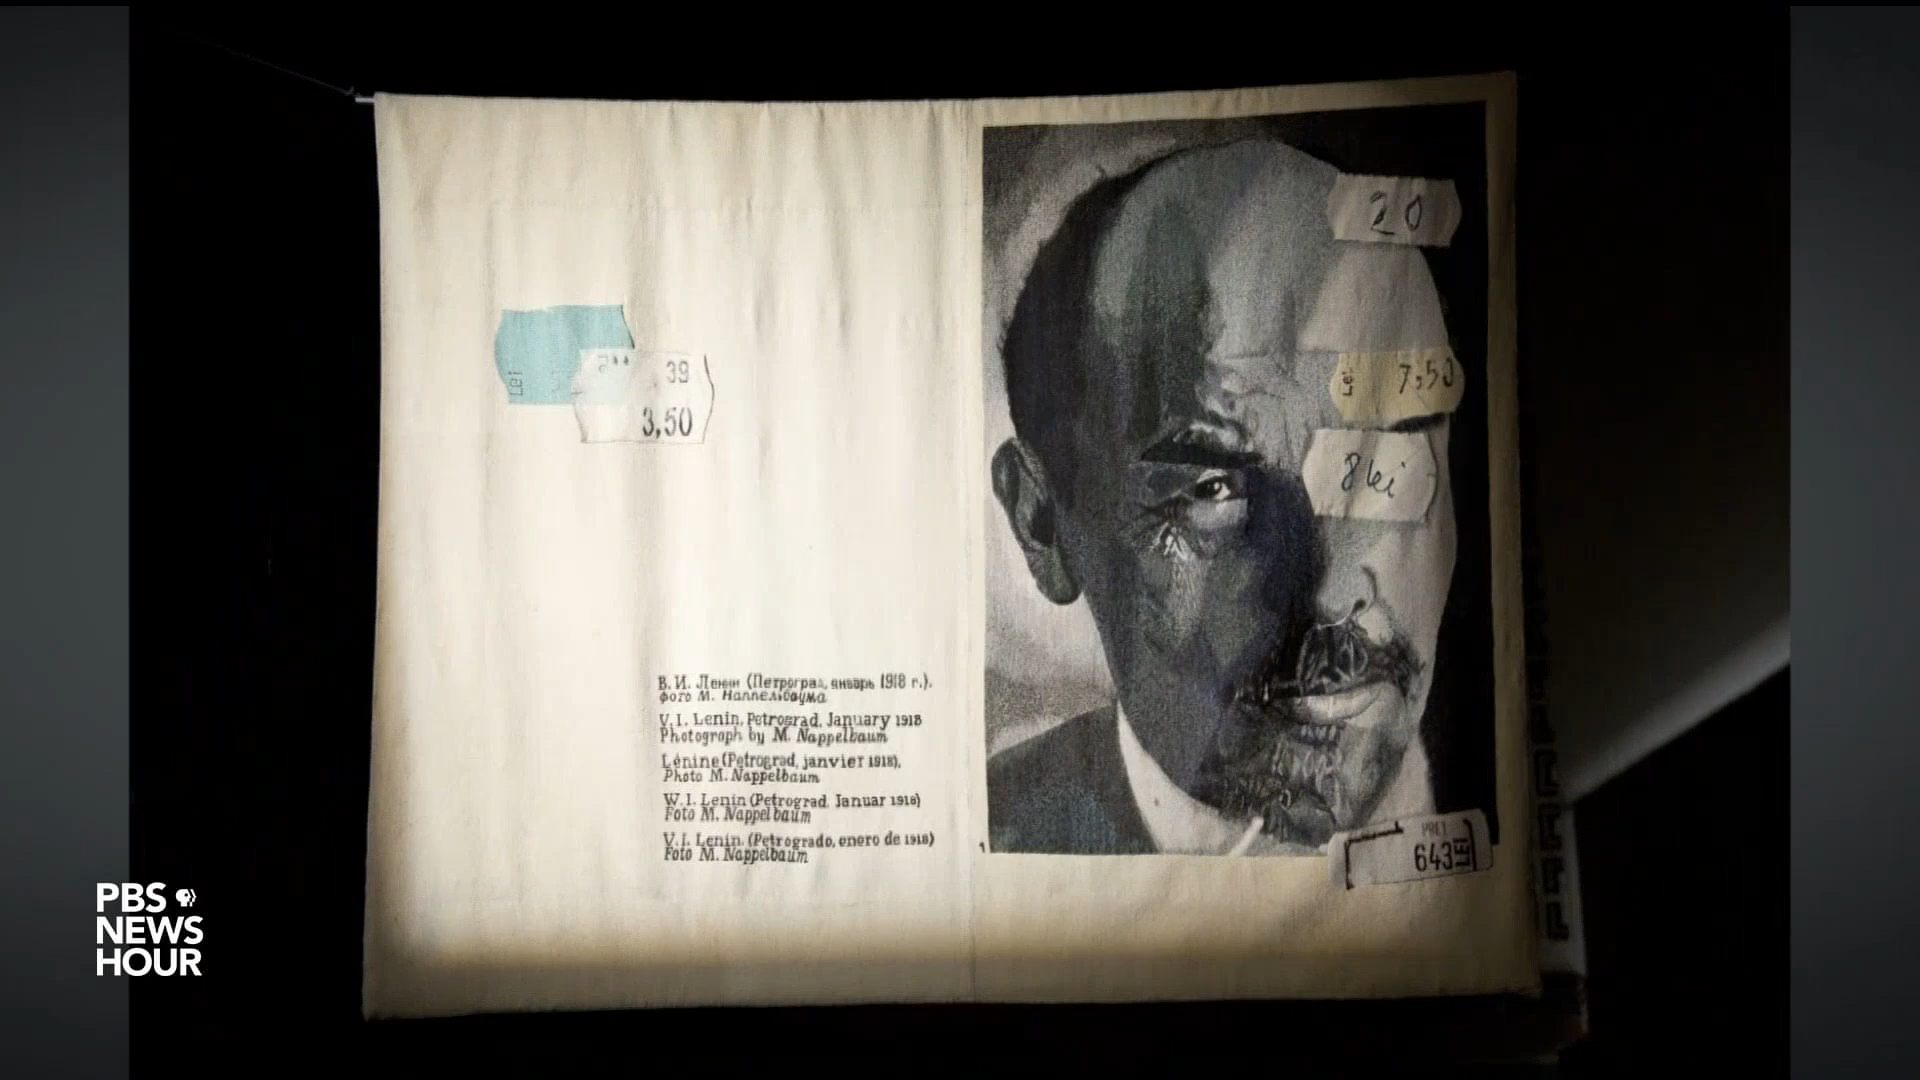 20
Lei
39
3,50
Lei 7,50
8 lei
В. И. Ленин (Петроград, январь 1918 г.).
фото М. Наппельбаума
V. I. Lenin, Petrograd, January 1918
Photograph by M. Nappelbaum
Lénine (Petrograd, janvier 1918),
Photo M. Nappelbaum
W. I. Lenin (Petrograd, Januar 1918)
Foto M. Nappelbaum
V. I. Lenin. (Petrogrado, enero de 1918)
Foto M. Nappelbaum
PREȚ
643 LEI
PBS
NEWS
HOUR